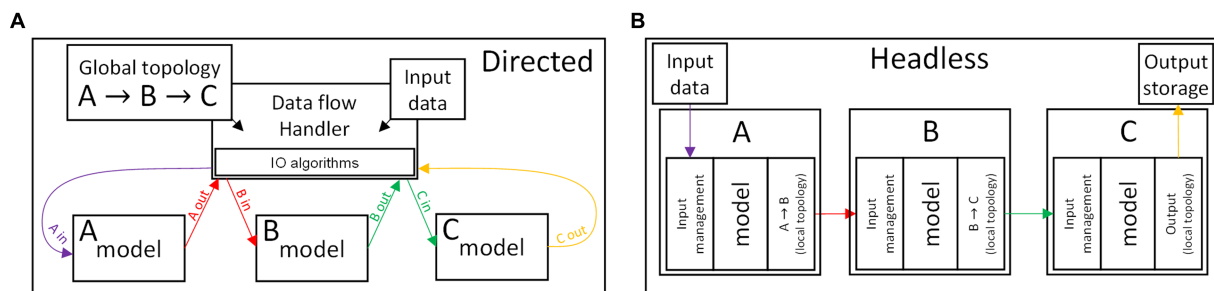 A
Directed
Global topology
A → B → C
Input
data
Data flow
Handler
IO algorithms
A in
A out
B in
B out
C in
C out
A model
B model
C model
B
Headless
Input
data
Output
storage
A
Input
management
model
A → B
(local topology)
B
Input
management
model
B → C
(local topology)
C
Input
management
model
Output
(local topology)